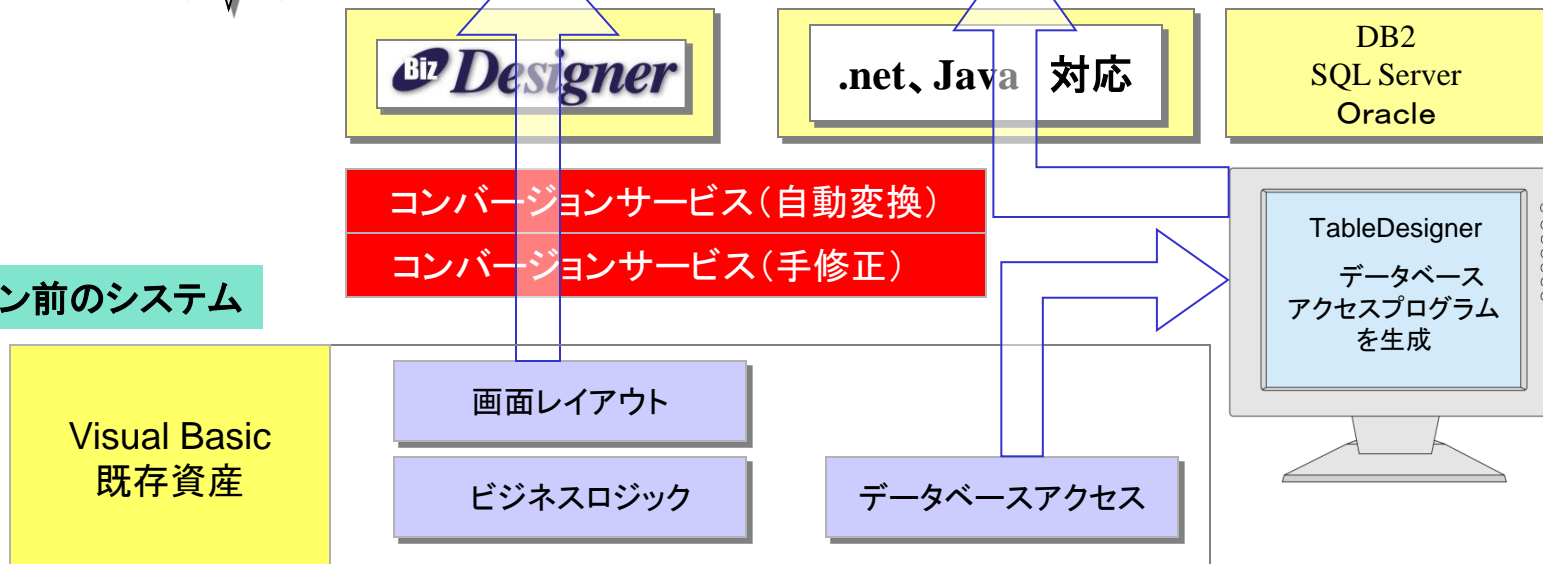 Biz Designer
.net、Java 対応
DB2
SQL Server
Oracle
コンバージョンサービス(自動変換)
コンバージョンサービス(手修正)
TableDesigner
データベース
アクセスプログラム
を生成
ン前のシステム
Visual Basic
既存資産
画面レイアウト
ビジネスロジック
データベースアクセス